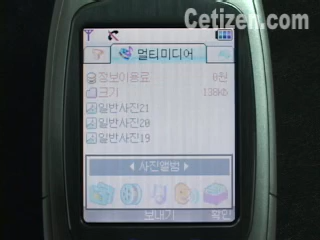 Cetizen.com
멀티미디어
정보이용료 0원
크기 138kb
일반사진21
일반사진20
일반사진19
사진앨범
보내기 확인